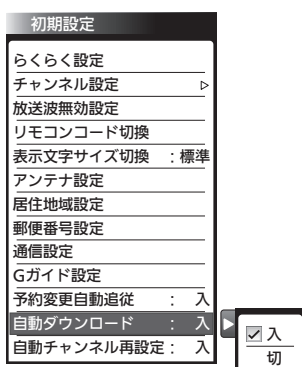 初期設定
らくらく設定
チャンネル設定 ▷
放送波無効設定
リモコンコード切換
表示文字サイズ切換 : 標準
アンテナ設定
居住地域設定
郵便番号設定
通信設定
Gガイド設定
予約変更自動追従 : 入
自動ダウンロード : 入
自動チャンネル再設定 : 入
入
切